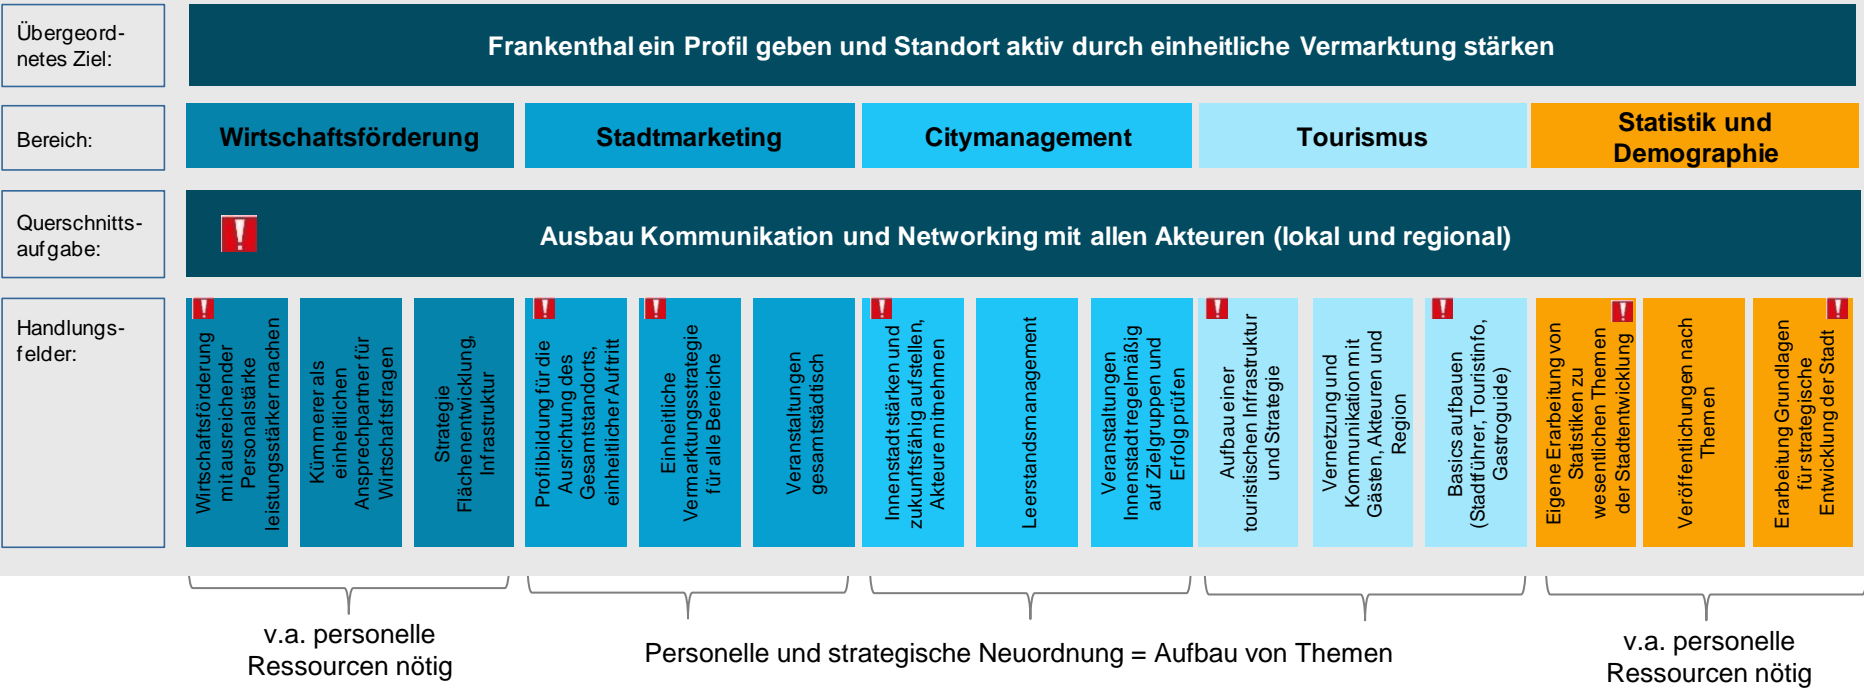 Übergeord-
netes Ziel:
Frankenthal ein Profil geben und Standort aktiv durch einheitliche Vermarktung stärken
Bereich:
Wirtschaftsförderung
Stadtmarketing
Citymanagement
Tourismus
Statistik und
Demographie
Querschnitts-
aufgabe:
Ausbau Kommunikation und Networking mit allen Akteuren (lokal und regional)
Handlungs-
felder:
Wirtschaftsförderung
mit ausreichender
Personalstärke
leistungsstärker machen
Kümmerer als
einheitlichen
Ansprechpartner für
Wirtschaftsfragen
Strategie
Flächenentwicklung,
Infrastruktur
Profilbildung für die
Ausrichtung des
Gesamtstandorts,
einheitlicher Auftritt
Einheitliche
Vermarktungsstrategie
für alle Bereiche
Veranstaltungen
gesamtstädtisch
Innenstadt stärken und
zukunftsfähig aufstellen,
Akteure mitnehmen
Leerstandsmanagement
Veranstaltungen
Innenstadt regelmäßig
auf Zielgruppen und
Erfolg prüfen
Aufbau einer
touristischen Infrastruktur
und Strategie
Vernetzung und
Kommunikation mit
Gästen, Akteuren und
Region
Basics aufbauen
(Stadtführer, Touristinfo,
Gastroguide)
Eigene Erarbeitung von
Statistiken zu
wesentlichen Themen
der Stadtentwicklung
Veröffentlichungen nach
Themen
Erarbeitung Grundlagen
für strategische
Entwicklung der Stadt
v.a. personelle
Ressourcen nötig
Personelle und strategische Neuordnung = Aufbau von Themen
v.a. personelle
Ressourcen nötig